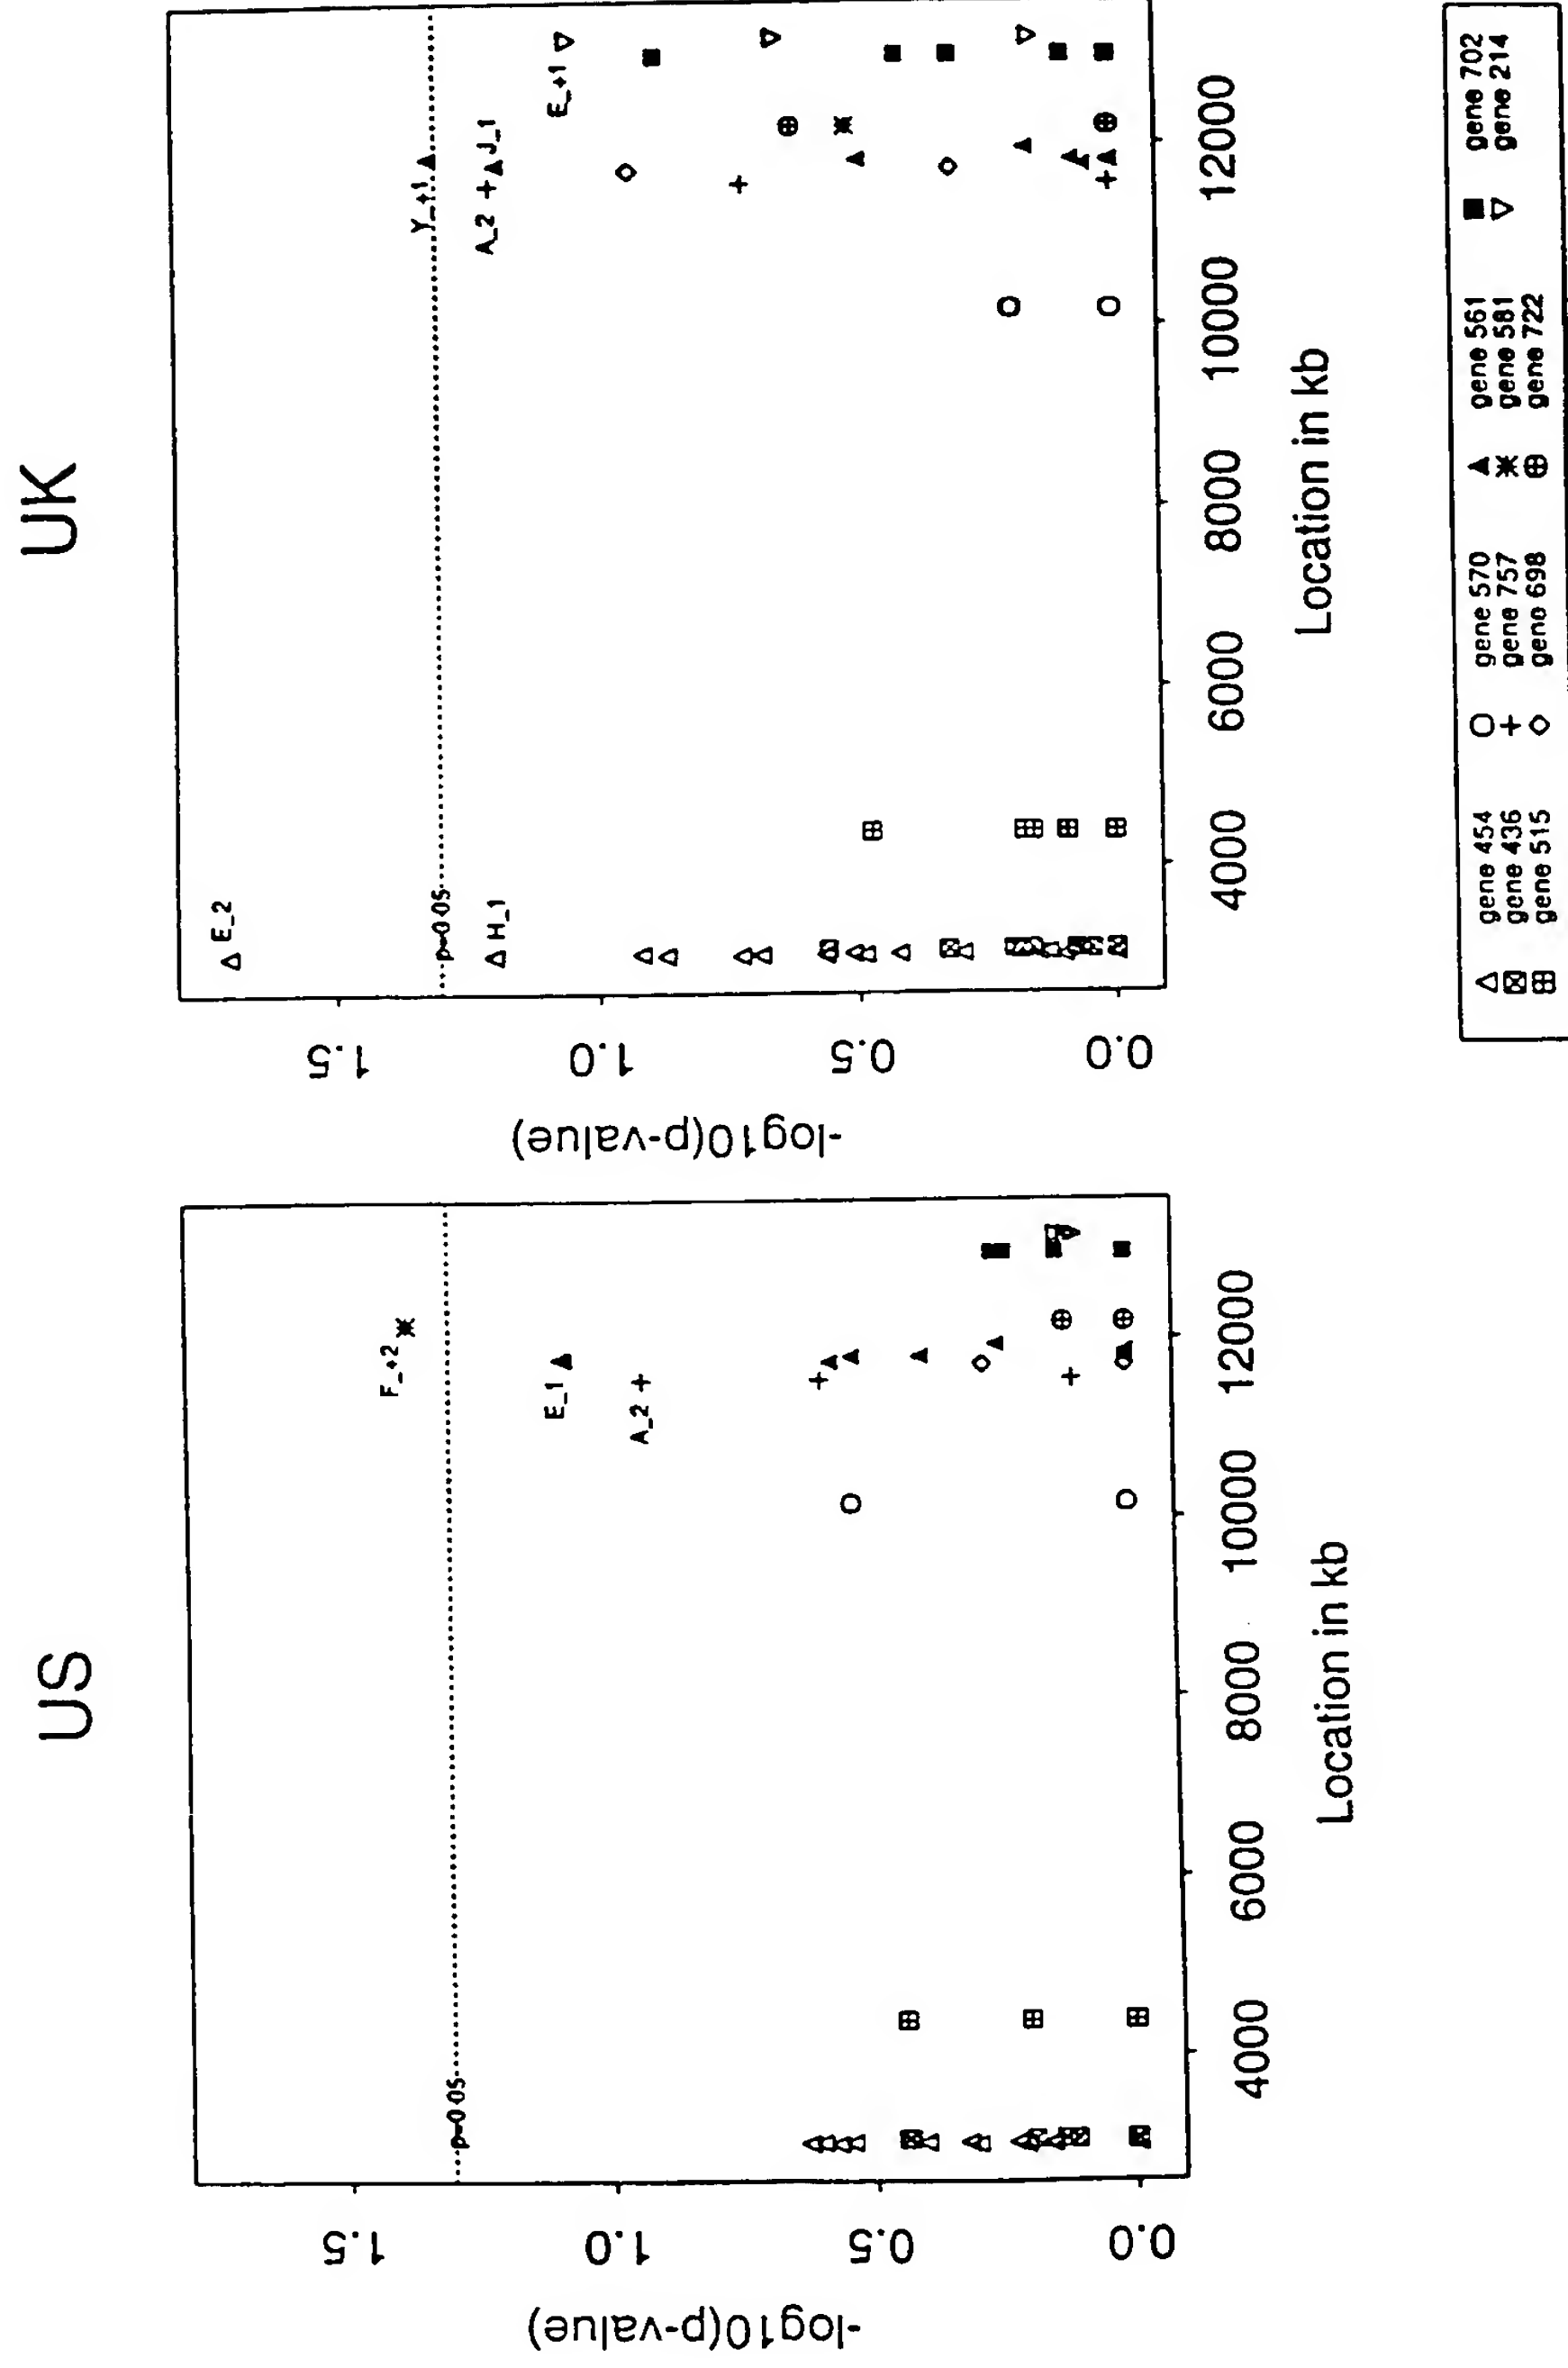 US
-log10(p-value)
1.5
1.0
0.5
0.0
p=0.05
F_+2
E_1
A_2
4000
6000
8000
10000
12000
Location in kb
UK
-log10(p-value)
1.5
1.0
0.5
0.0
E_2
p=0.05
H_1
Y_+1
A_2
J_1
E_+1
4000
6000
8000
10000
12000
Location in kb
gene 454 gene 570 gene 561 gene 702
gene 436 gene 757 gene 581 gene 214
gene 515 gene 698 gene 722